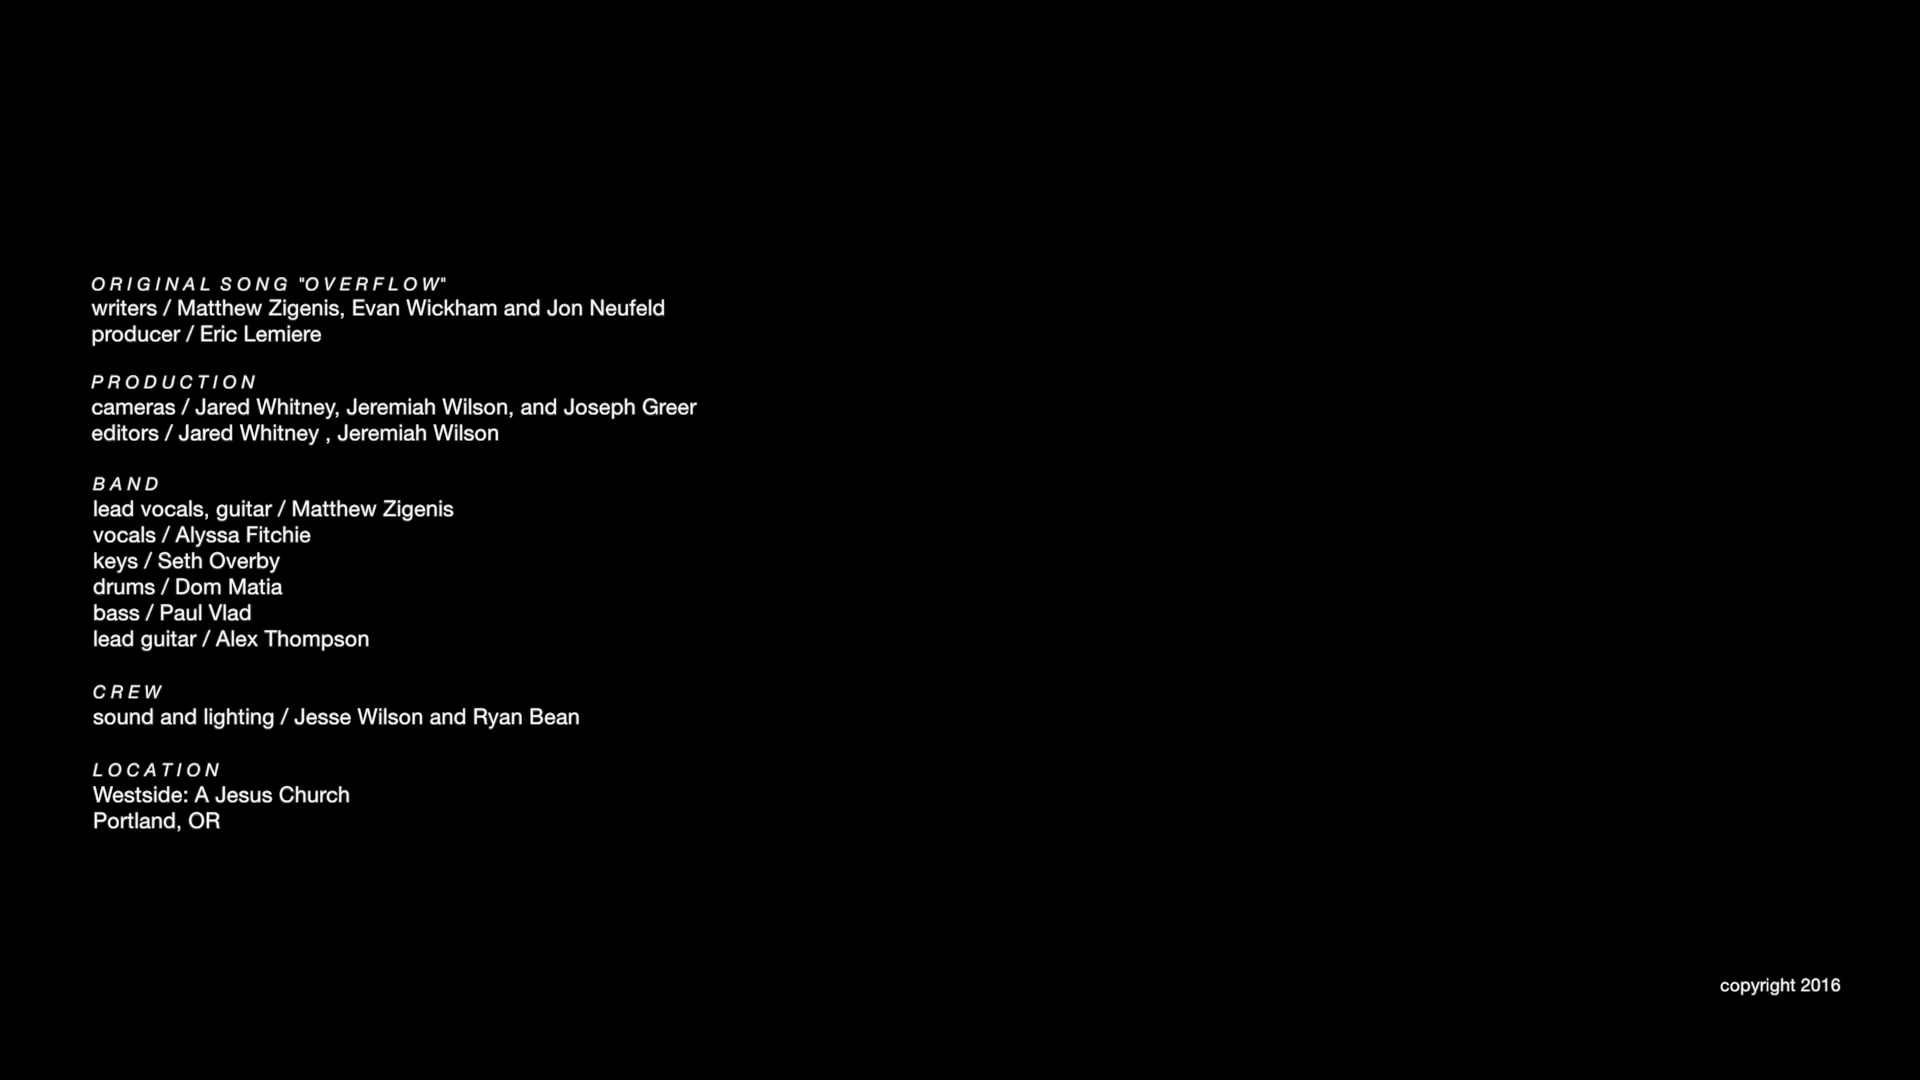 ORIGINAL SONG "OVERFLOW"
writers / Matthew Zigenis, Evan Wickham and Jon Neufeld
producer / Eric Lemiere
PRODUCTION
cameras / Jared Whitney, Jeremiah Wilson, and Joseph Greer
editors / Jared Whitney , Jeremiah Wilson
BAND
lead vocals, guitar / Matthew Zigenis
vocals / Alyssa Fitchie
keys / Seth Overby
drums / Dom Matia
bass / Paul Vlad
lead guitar / Alex Thompson
CREW
sound and lighting / Jesse Wilson and Ryan Bean
LOCATION
Westside: A Jesus Church
Portland, OR
copyright 2016